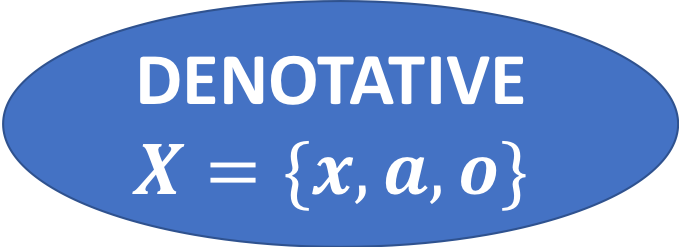 DENOTATIVE
X = {x, a, o}